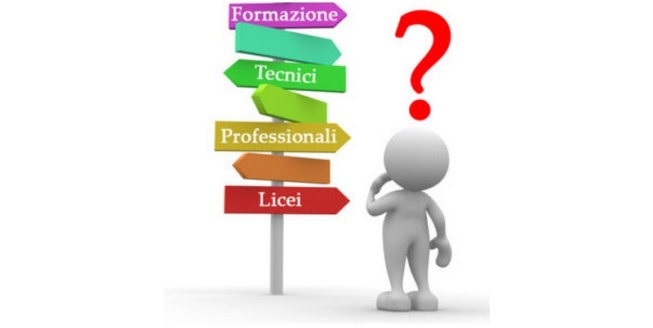 Formazione
?
Tecnici
Professionali
Licei